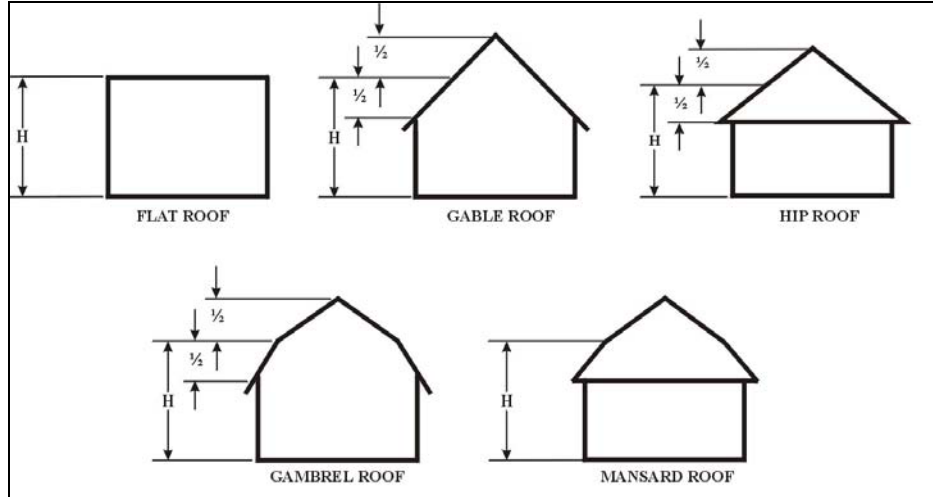 ½
½
½
½
H
H
H
FLAT ROOF
GABLE ROOF
HIP ROOF
½
½
H
H
GAMBREL ROOF
MANSARD ROOF